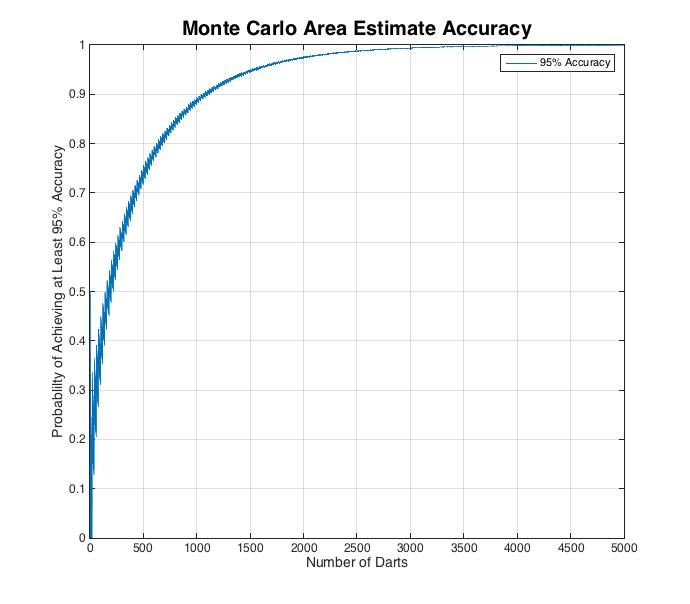 Monte Carlo Area Estimate Accuracy
95% Accuracy
Probability of Achieving at Least 95% Accuracy
1
0.9
0.8
0.7
0.6
0.5
0.4
0.3
0.2
0.1
0
0 500 1000 1500 2000 2500 3000 3500 4000 4500 5000
Number of Darts